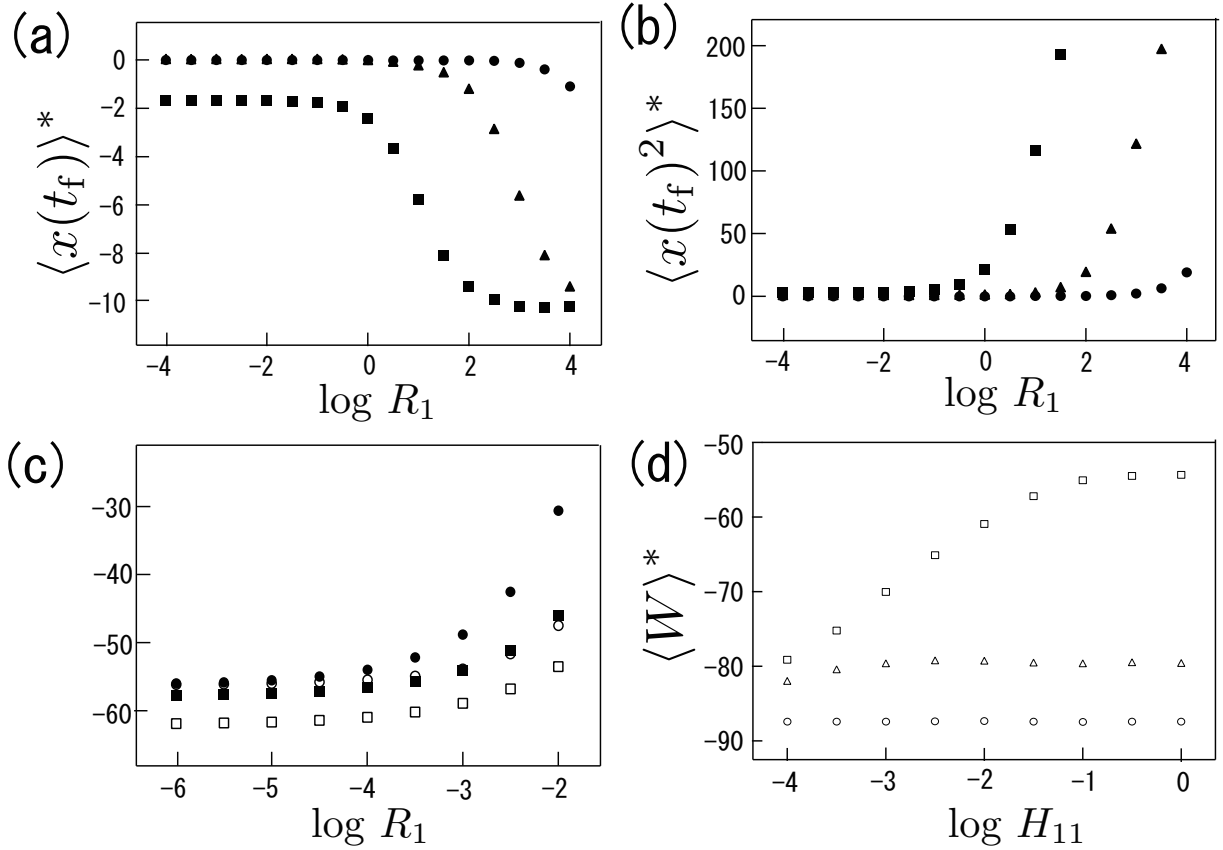 (a)
⟨x(t_f)⟩*
0
−2
−4
−6
−8
−10
−4 −2 0 2 4
log R_1
(b)
⟨x(t_f)^2⟩*
200
150
100
50
0
−4 −2 0 2 4
log R_1
(c)
−30
−40
−50
−60
−6 −5 −4 −3 −2
log R_1
(d)
⟨W⟩*
−50
−60
−70
−80
−90
−4 −3 −2 −1 0
log H_11